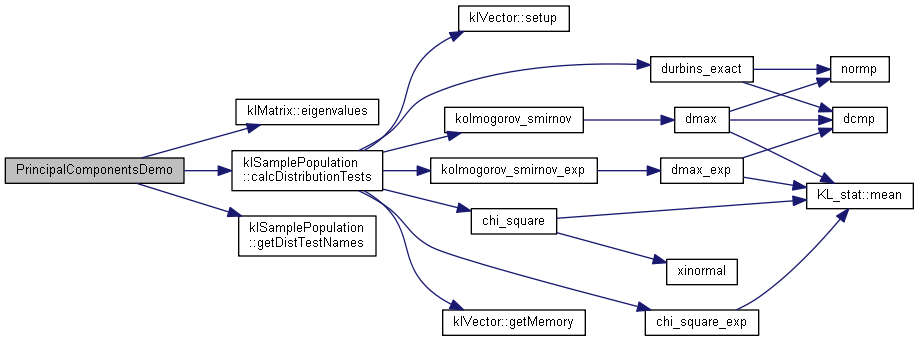 PrincipalComponentsDemo
klMatrix::eigenvalues
klSamplePopulation
::calcDistributionTests
klSamplePopulation
::getDistTestNames
klVector::setup
durbins_exact
kolmogorov_smirnov
kolmogorov_smirnov_exp
chi_square
klVector::getMemory
dmax
dmax_exp
xinormal
chi_square_exp
normp
dcmp
KL_stat::mean